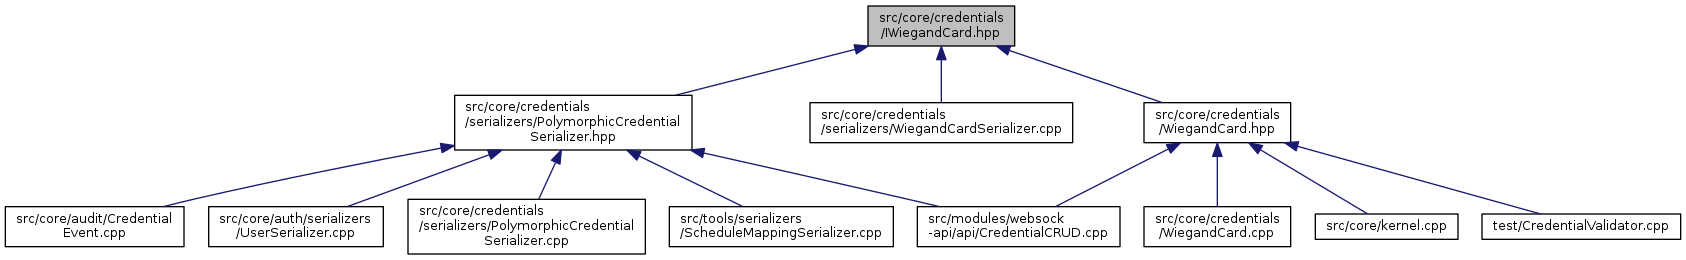 src/core/credentials
/IWiegandCard.hpp
src/core/credentials
/serializers/PolymorphicCredential
Serializer.hpp
src/core/credentials
/serializers/WiegandCardSerializer.cpp
src/core/credentials
/WiegandCard.hpp
src/core/audit/Credential
Event.cpp
src/core/auth/serializers
/UserSerializer.cpp
src/core/credentials
/serializers/PolymorphicCredential
Serializer.cpp
src/tools/serializers
/ScheduleMappingSerializer.cpp
src/modules/websock
-api/api/CredentialCRUD.cpp
src/core/credentials
/WiegandCard.cpp
src/core/kernel.cpp
test/CredentialValidator.cpp